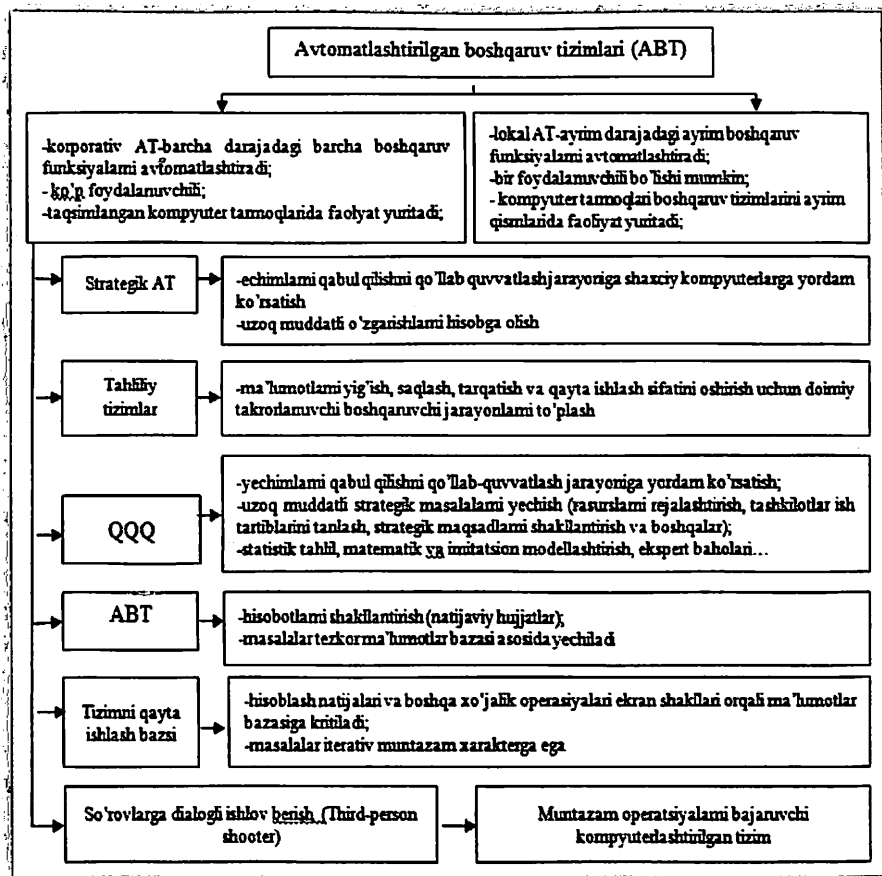 Avtomatlashtirilgan boshqaruv tizimlari (ABT)
-korporativ AT-barcha darajadagi barcha boshqaruv
funksiyalarni avtomatlashtiradi;
- ko'p foydalanuvchili;
-taqsimlangan kompyuter tarmoqlarida faolyat yuritadi;
-lokal AT-ayrim darajadagi ayrim boshqaruv
funksiyalarni avtomatlashtiradi;
-bir foydalanuvchili bo'lishi mumkin;
- kompyuter tarmoqlari boshqaruv tizimlarini ayrim
qismlarida faoliyat yuritadi;
Strategik AT
-echimlarni qabul qilishni qo'llab quvvatlash jarayoniga shaxciy kompyuterlarga yordam
ko'rsatish
-uzoq muddatli o'zgarishlarni hisobga olish
Tahliliy
tizimlar
-ma'lumotlarni yig'ish, saqlash, tarqatish va qayta ishlash sifatini oshirish uchun doimiy
takrorlanuvchi boshqaruvchi jarayonlarni to'plash
QQQ
-yechimlarni qabul qilishni qo'llab-quvvatlash jarayoniga yordam ko'rsatish;
-uzoq muddatli strategik masalalarni yechish (rasurslarni rejalashtirish, tashkilotlar ish
tartiblarini tanlash, strategik maqsadlarni shakllantirish va boshqalar);
-statistik tahlil, matematik va imitatsion modellashtirish, ekspert baholari...
ABT
-hisobotlarni shakllantirish (natijaviy hujjatlar);
-masalalar tezkor ma'lumotlar bazasi asosida yechiladi
Tizimni qayta
ishlash bazsi
-hisoblash natijalari va boshqa xo'jalik operasiyalari ekran shakllari orqali ma'lumotlar
bazasiga kritiladi;
-masalalar iterativ muntazam xarakterga ega
So'rovlarga dialogli ishlov berish (Third-person
shooter)
Muntazam operatsiyalarni bajaruvchi
kompyuterlashtirilgan tizim